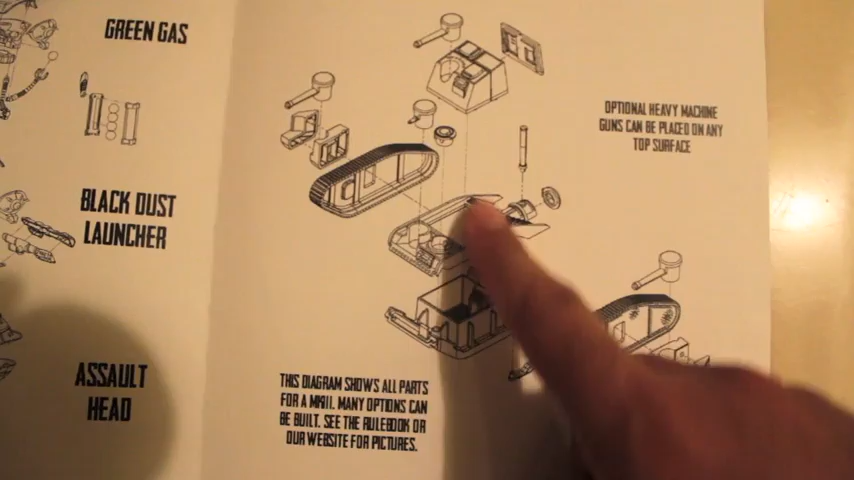 GREEN GAS
BLACK DUST
LAUNCHER
ASSAULT
HEAD
OPTIONAL HEAVY MACHINE
GUNS CAN BE PLACED ON ANY
TOP SURFACE
THIS DIAGRAM SHOWS ALL PARTS
FOR A MKIII. MANY OPTIONS CAN
BE BUILT. SEE THE RULEBOOK OR
OUR WEBSITE FOR PICTURES.